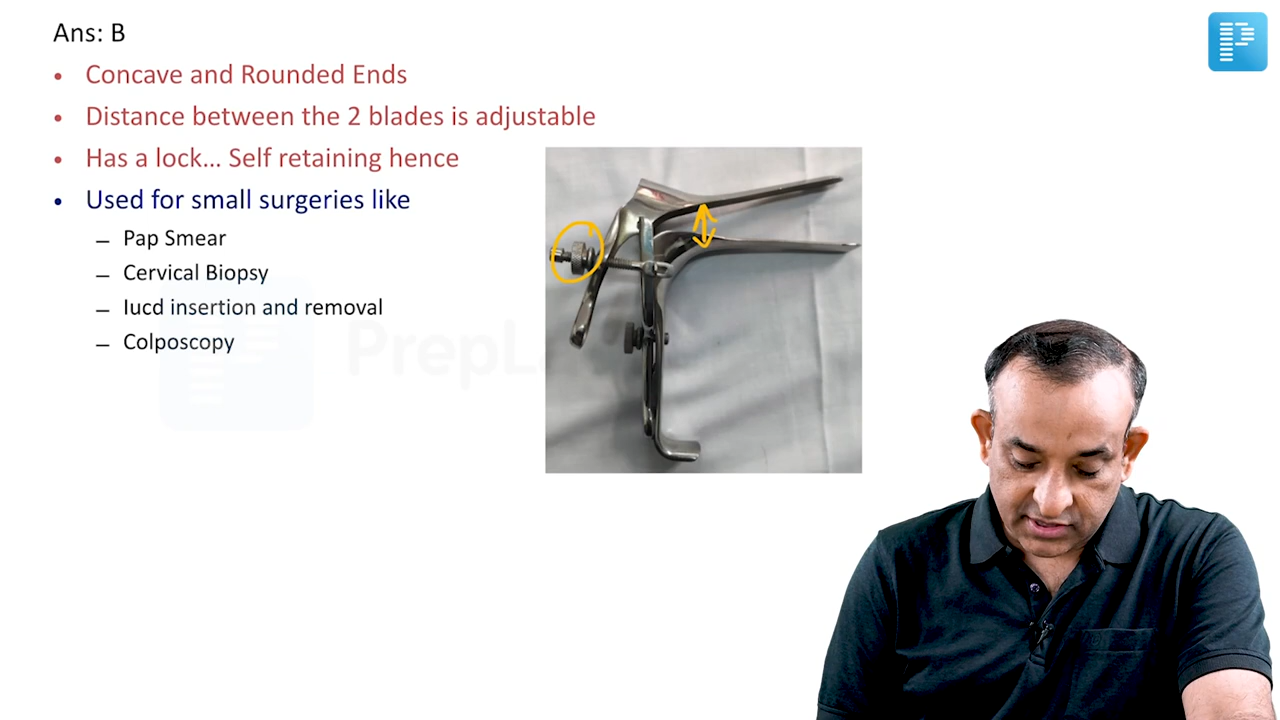 Ans: B
• Concave and Rounded Ends
• Distance between the 2 blades is adjustable
• Has a lock... Self retaining hence
• Used for small surgeries like
– Pap Smear
– Cervical Biopsy
– Iucd insertion and removal
– Colposcopy